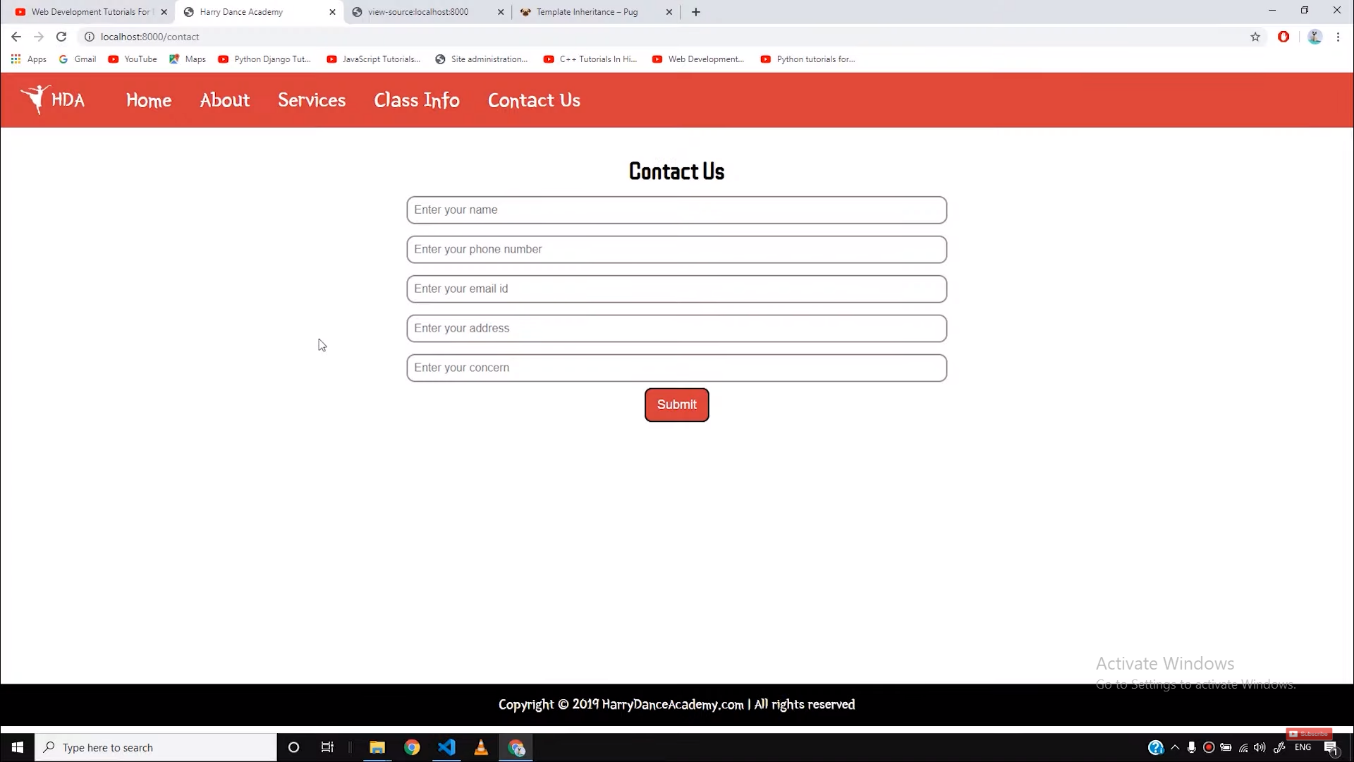 Web Development Tutorials For
Harry Dance Academy
view-source:localhost:8000
Template Inheritance – Pug
localhost:8000/contact
Apps
Gmail
YouTube
Maps
Python Django Tut...
JavaScript Tutorials...
Site administration...
C++ Tutorials In Hi...
Web Development...
Python tutorials for...
HDA
Home
About
Services
Class Info
Contact Us
Contact Us
Enter your name
Enter your phone number
Enter your email id
Enter your address
Enter your concern
Submit
Activate Windows
Go to Settings to activate Windows.
Copyright © 2019 HarryDanceAcademy.com | All rights reserved
Subscribe
Type here to search
ENG